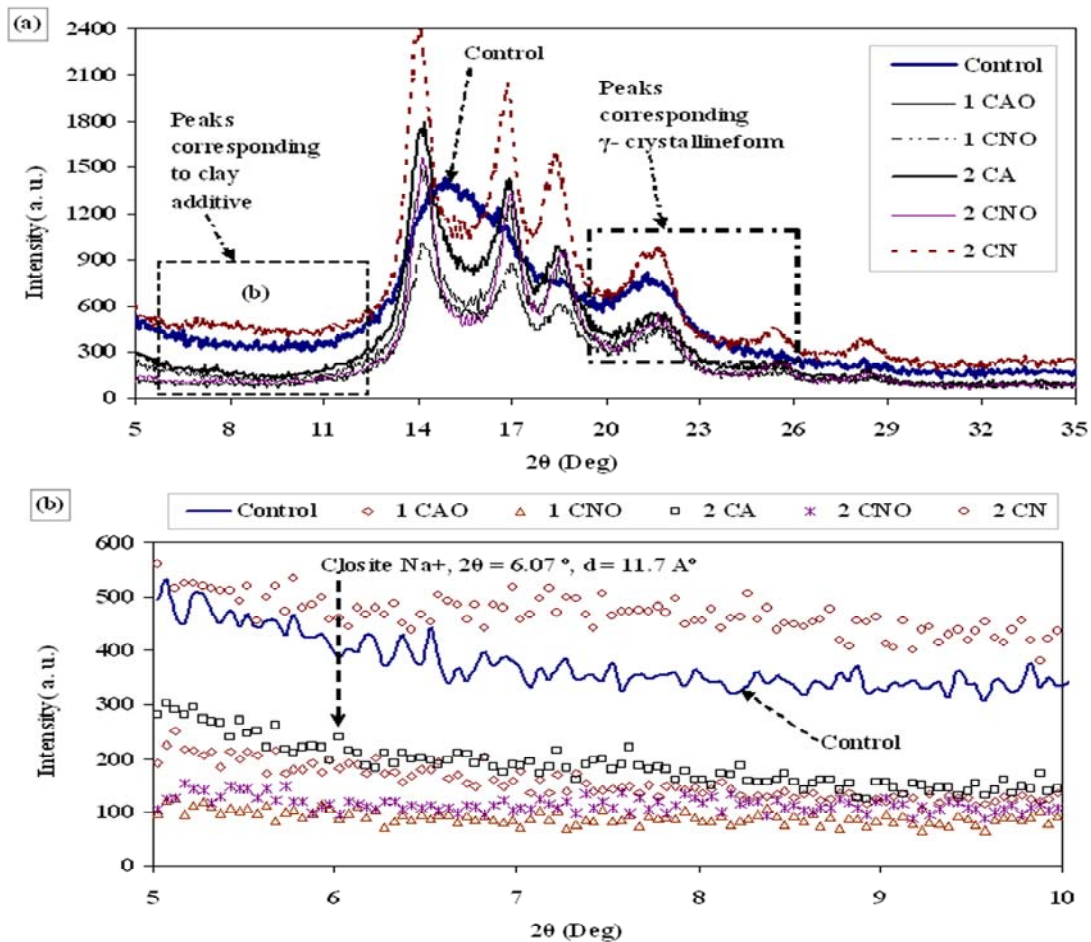 (a)
2400
2100
1800
1500
1200
900
600
300
0
Intensity( a. u.)
5 8 11 14 17 20 23 26 29 32 35
2θ (Deg)
Control
Peaks
corresponding
to clay
additive
(b)
Peaks
corresponding
γ- crystallineform
Control
1 CAO
1 CNO
2 CA
2 CNO
2 CN
(b)
Control 1 CAO 1 CNO 2 CA 2 CNO 2 CN
600
500
400
300
200
100
0
Intensity( a. u.)
Closite Na+, 2θ = 6.07 °, d = 11.7 A°
Control
5 6 7 8 9 10
2θ (Deg)